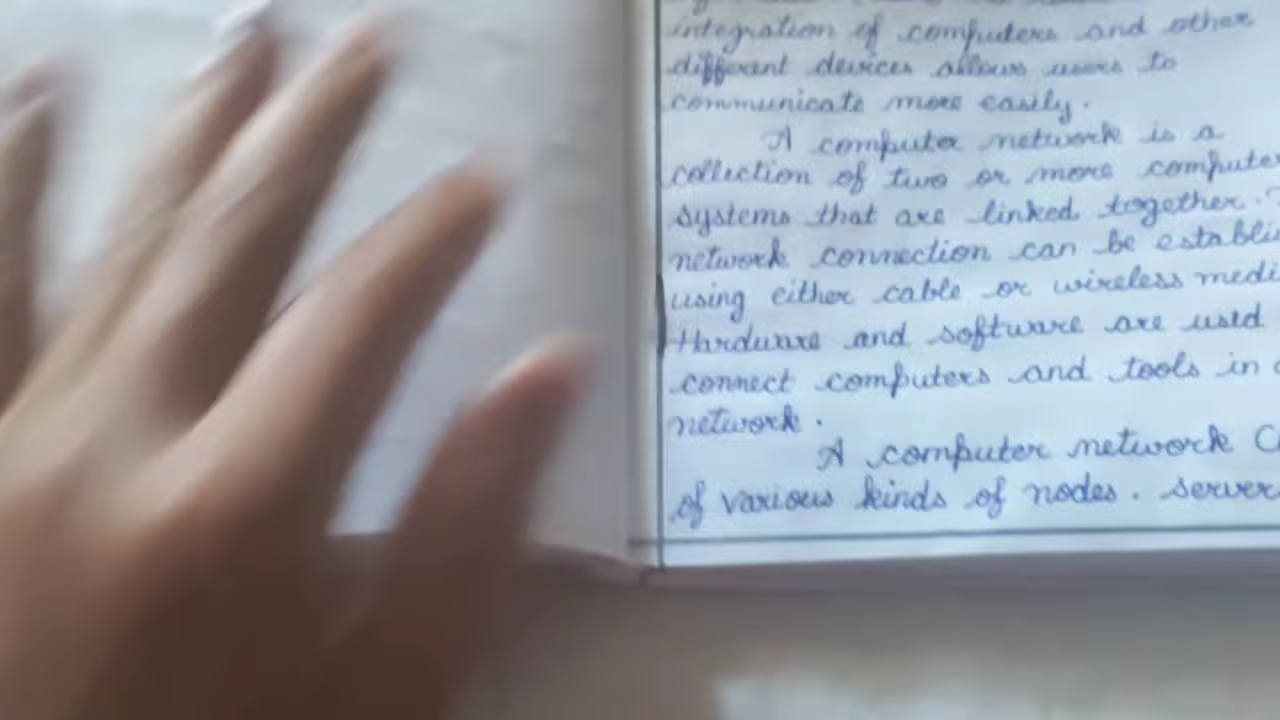 integration of computers and other
different devices allows users to
communicate more easily.
A computer network is a
collection of two or more computer
systems that are linked together.
network connection can be
using either cable or wireless
Hardware and software are used
connect computers and tools in
network.
A computer network
of various kinds of nodes. Server